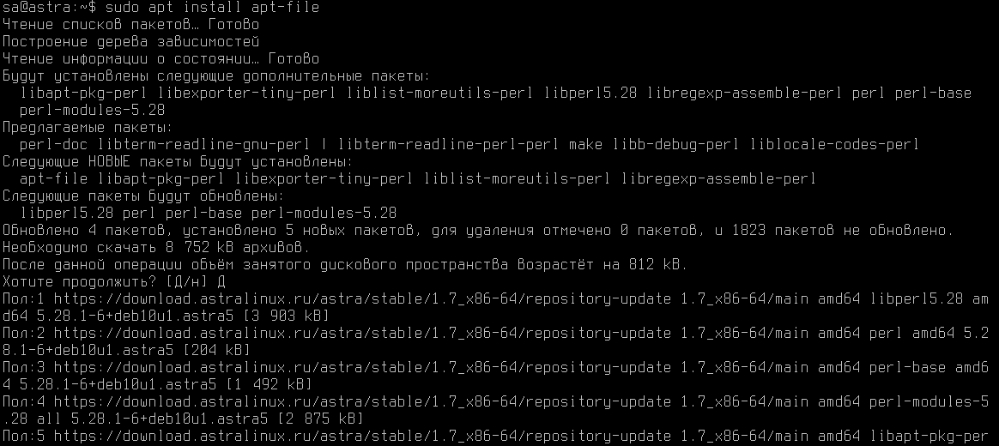 sa@astra:~$ sudo apt install apt-file
Чтение списков пакетов… Готово
Построение дерева зависимостей
Чтение информации о состоянии… Готово
Будут установлены следующие дополнительные пакеты:
  libapt-pkg-perl libexporter-tiny-perl liblist-moreutils-perl libperl5.28 libregexp-assemble-perl perl perl-base
  perl-modules-5.28
Предлагаемые пакеты:
  perl-doc libterm-readline-gnu-perl | libterm-readline-perl-perl make libb-debug-perl liblocale-codes-perl
Следующие НОВЫЕ пакеты будут установлены:
  apt-file libapt-pkg-perl libexporter-tiny-perl liblist-moreutils-perl libregexp-assemble-perl
Следующие пакеты будут обновлены:
  libperl5.28 perl perl-base perl-modules-5.28
Обновлено 4 пакетов, установлено 5 новых пакетов, для удаления отмечено 0 пакетов, и 1823 пакетов не обновлено.
Необходимо скачать 8 752 kB архивов.
После данной операции объём занятого дискового пространства возрастёт на 812 kB.
Хотите продолжить? [Д/н] Д
Пол:1 https://download.astralinux.ru/astra/stable/1.7_x86-64/repository-update 1.7_x86-64/main amd64 libperl5.28 am
d64 5.28.1-6+deb10u1.astra5 [3 903 kB]
Пол:2 https://download.astralinux.ru/astra/stable/1.7_x86-64/repository-update 1.7_x86-64/main amd64 perl amd64 5.2
8.1-6+deb10u1.astra5 [204 kB]
Пол:3 https://download.astralinux.ru/astra/stable/1.7_x86-64/repository-update 1.7_x86-64/main amd64 perl-base amd6
4 5.28.1-6+deb10u1.astra5 [1 492 kB]
Пол:4 https://download.astralinux.ru/astra/stable/1.7_x86-64/repository-update 1.7_x86-64/main amd64 perl-modules-5
.28 all 5.28.1-6+deb10u1.astra5 [2 875 kB]
Пол:5 https://download.astralinux.ru/astra/stable/1.7_x86-64/repository-update 1.7_x86-64/main amd64 libapt-pkg-per